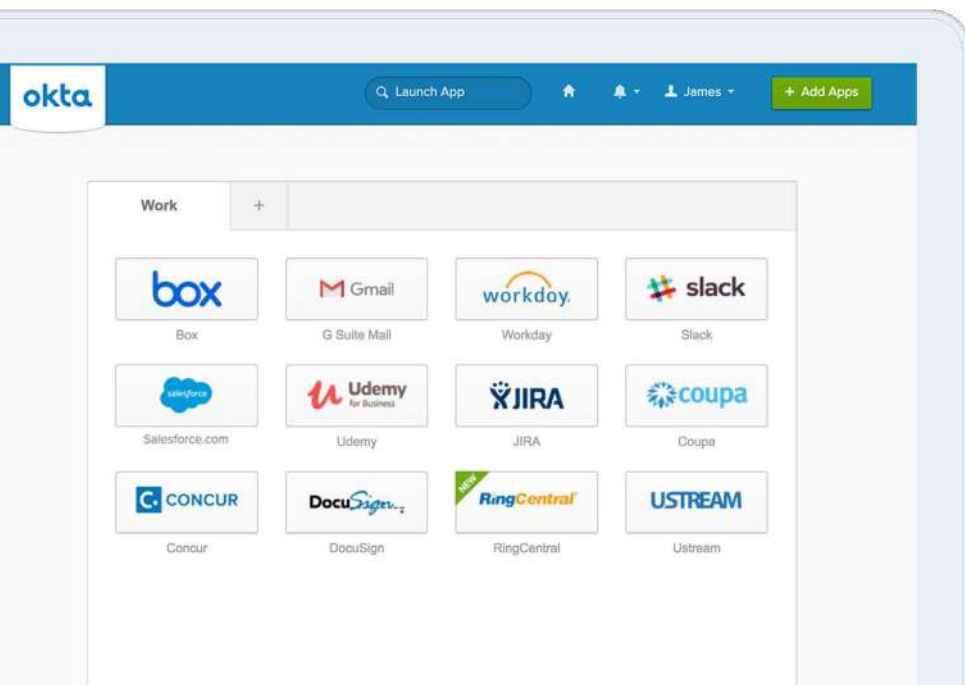 okta
Launch App
James
+ Add Apps
Work
+
box
Gmail
workday.
slack
Box
G Suite Mail
Workday
Slack
salesforce
Udemy
for Business
JIRA
coupa
Salesforce.com
Udemy
JIRA
Coupa
C. CONCUR
DocuSign
NEW
RingCentral
USTREAM
Concur
DocuSign
RingCentral
Ustream